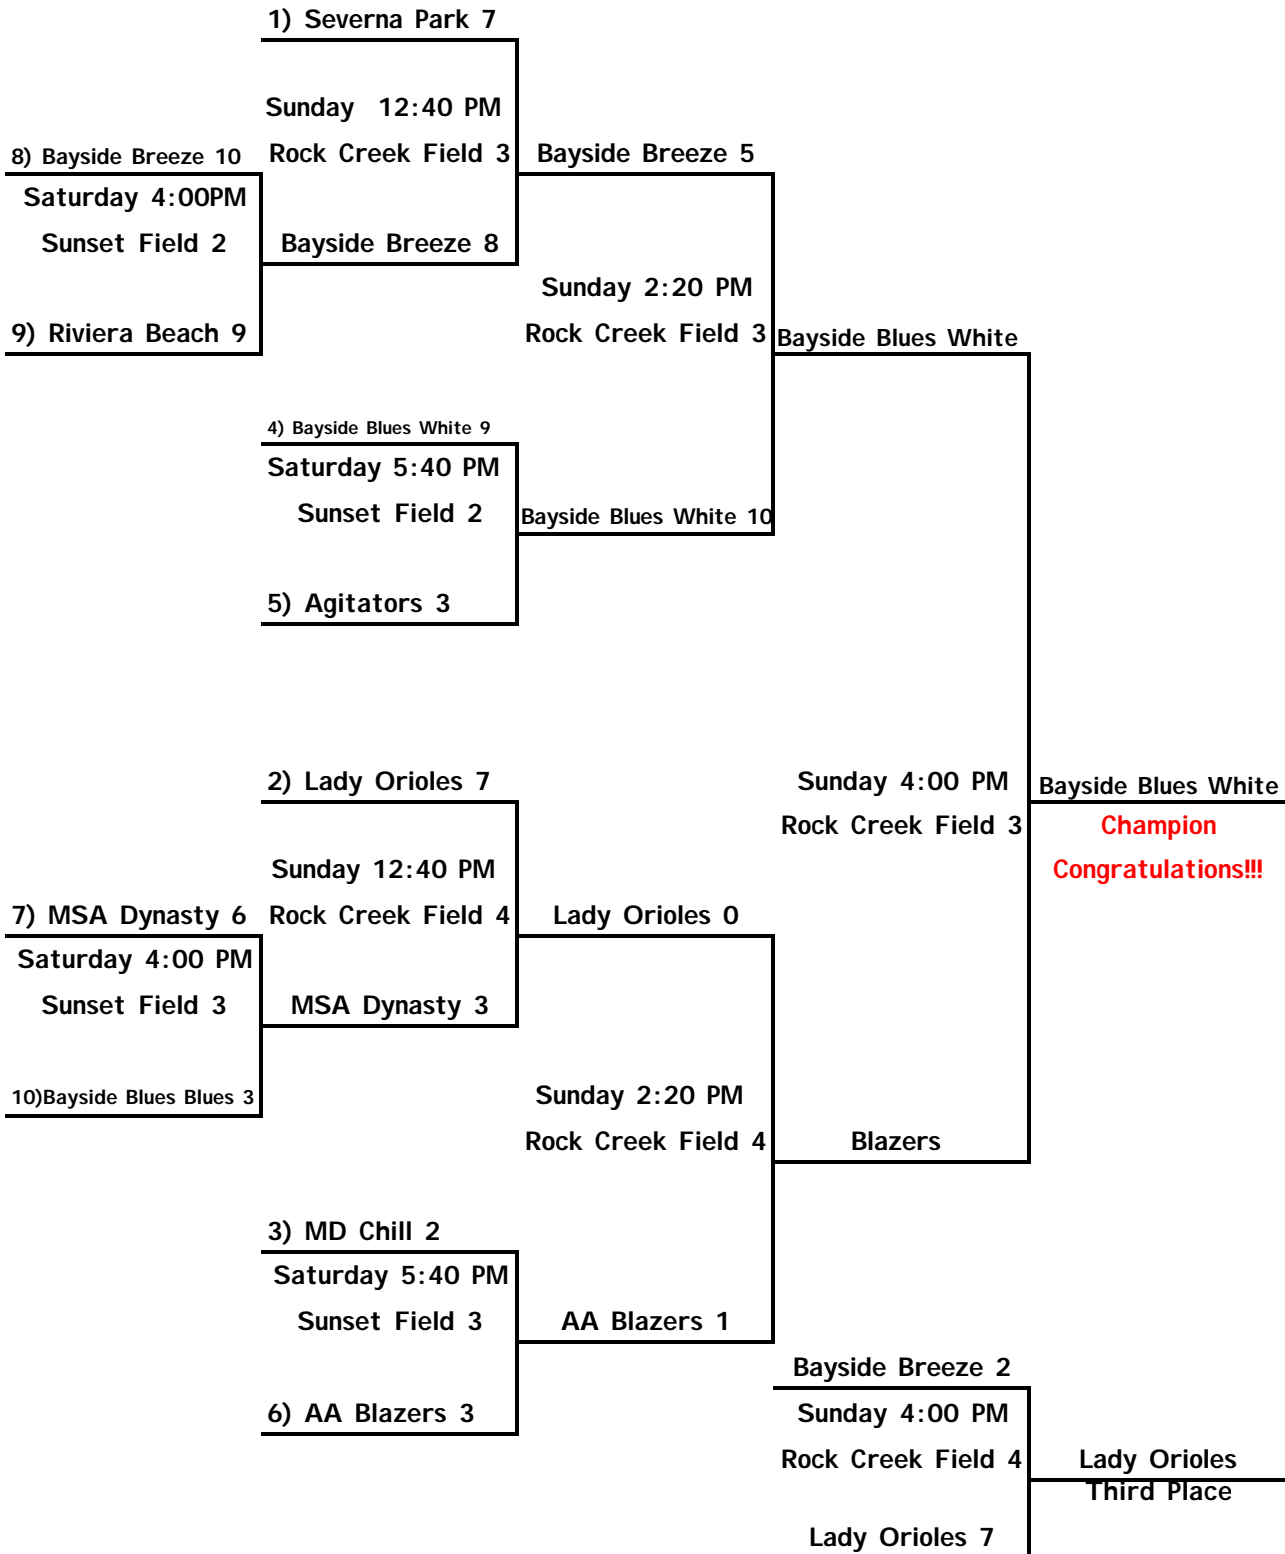 1) Severna Park 7
Sunday 12:40 PM
8) Bayside Breeze 10
Rock Creek Field 3
Bayside Breeze 5
Saturday 4:00PM
Sunset Field 2
Bayside Breeze 8
Sunday 2:20 PM
9) Riviera Beach 9
Rock Creek Field 3
Bayside Blues White
4) Bayside Blues White 9
Saturday 5:40 PM
Sunset Field 2
Bayside Blues White 10
5) Agitators 3
2) Lady Orioles 7
Sunday 4:00 PM
Bayside Blues White
Rock Creek Field 3
Champion
Sunday 12:40 PM
Congratulations!!!
7) MSA Dynasty 6
Rock Creek Field 4
Lady Orioles 0
Saturday 4:00 PM
Sunset Field 3
MSA Dynasty 3
10)Bayside Blues Blues 3
Sunday 2:20 PM
Rock Creek Field 4
Blazers
3) MD Chill 2
Saturday 5:40 PM
Sunset Field 3
AA Blazers 1
Bayside Breeze 2
6) AA Blazers 3
Sunday 4:00 PM
Rock Creek Field 4
Lady Orioles
Third Place
Lady Orioles 7